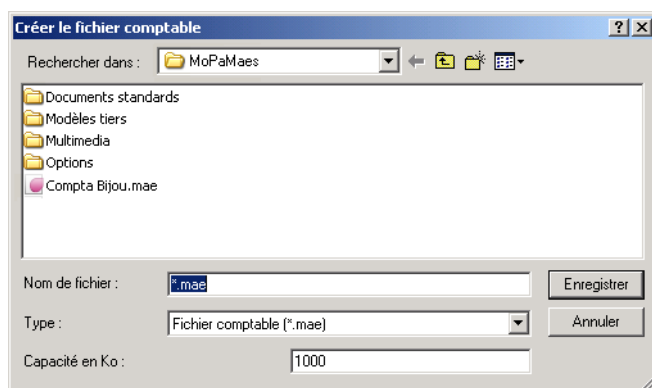 Créer le fichier comptable
Rechercher dans : MoPaMaes
Documents standards
Modèles tiers
Multimedia
Options
Compta Bijou.mae
Nom de fichier : *.mae Enregistrer
Type : Fichier comptable (*.mae) Annuler
Capacité en Ko : 1000